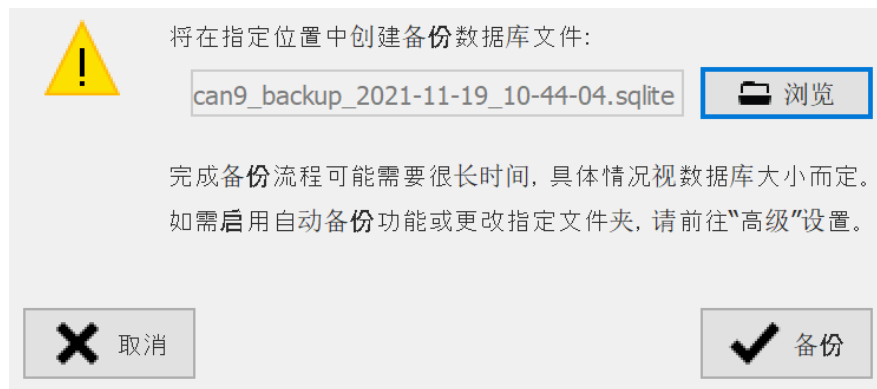 将在指定位置中创建备份数据库文件:
can9_backup_2021-11-19_10-44-04.sqlite
浏览
完成备份流程可能需要很长时间, 具体情况视数据库大小而定。
如需启用自动备份功能或更改指定文件夹, 请前往“高级”设置。
取消
备份